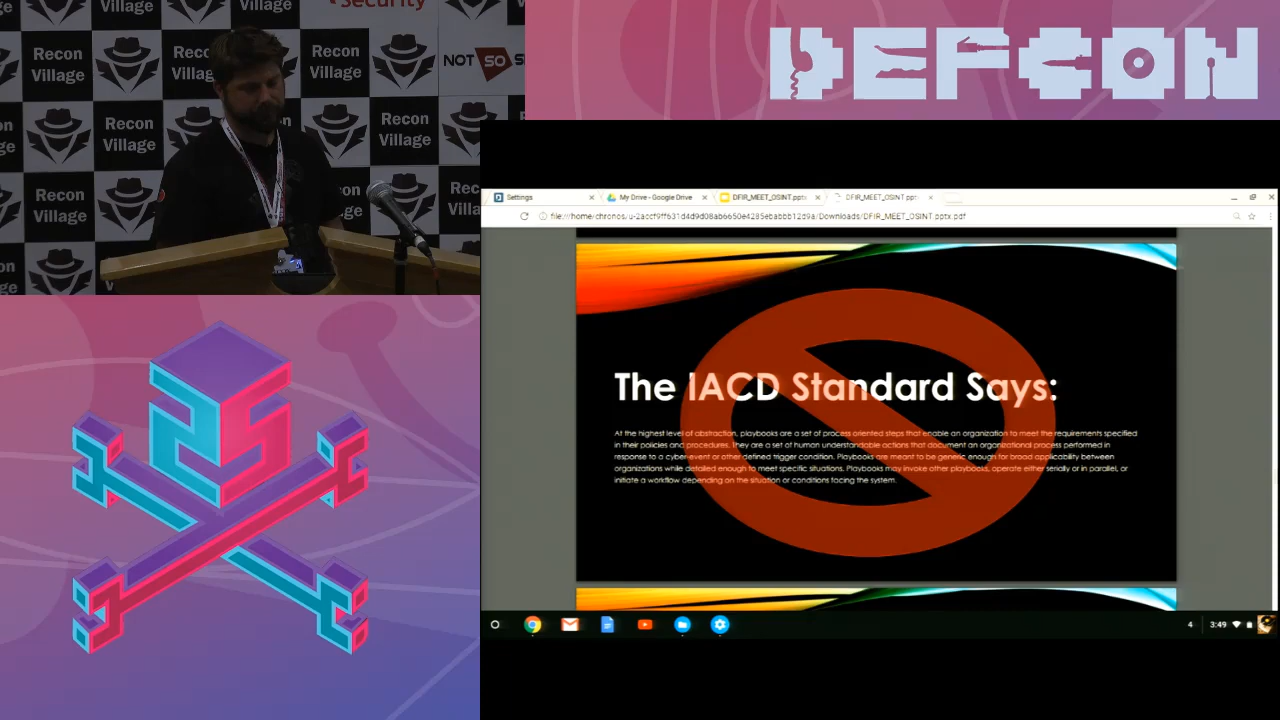 Security
Village
Village
Recon
Village
Recon
Village
NOT SO S
Recon
Village
Recon
Village
DEFCON
Settings
My Drive - Google Drive
DFIR_MEET_OSINT.pptx
DFIR_MEET_OSINT.pptx
file:///home/chronos/u-2accf9ff631d4d9d08ab6650e4285ebabbb12d9a/Downloads/DFIR_MEET_OSINT.pptx.pdf
The IACD Standard Says:
At the highest level of abstraction, playbooks are a set of process oriented steps that enable an organization to meet the requirements specified
in their policies and procedures. They are a set of human understandable actions that document an organizational process performed in
response to a cyber event or other defined trigger condition. Playbooks are meant to be generic enough for broad applicability between
organizations while detailed enough to meet specific situations. Playbooks may invoke other playbooks, operate either serially or in parallel, or
initiate a workflow depending on the situation or conditions facing the system.
4 3:49